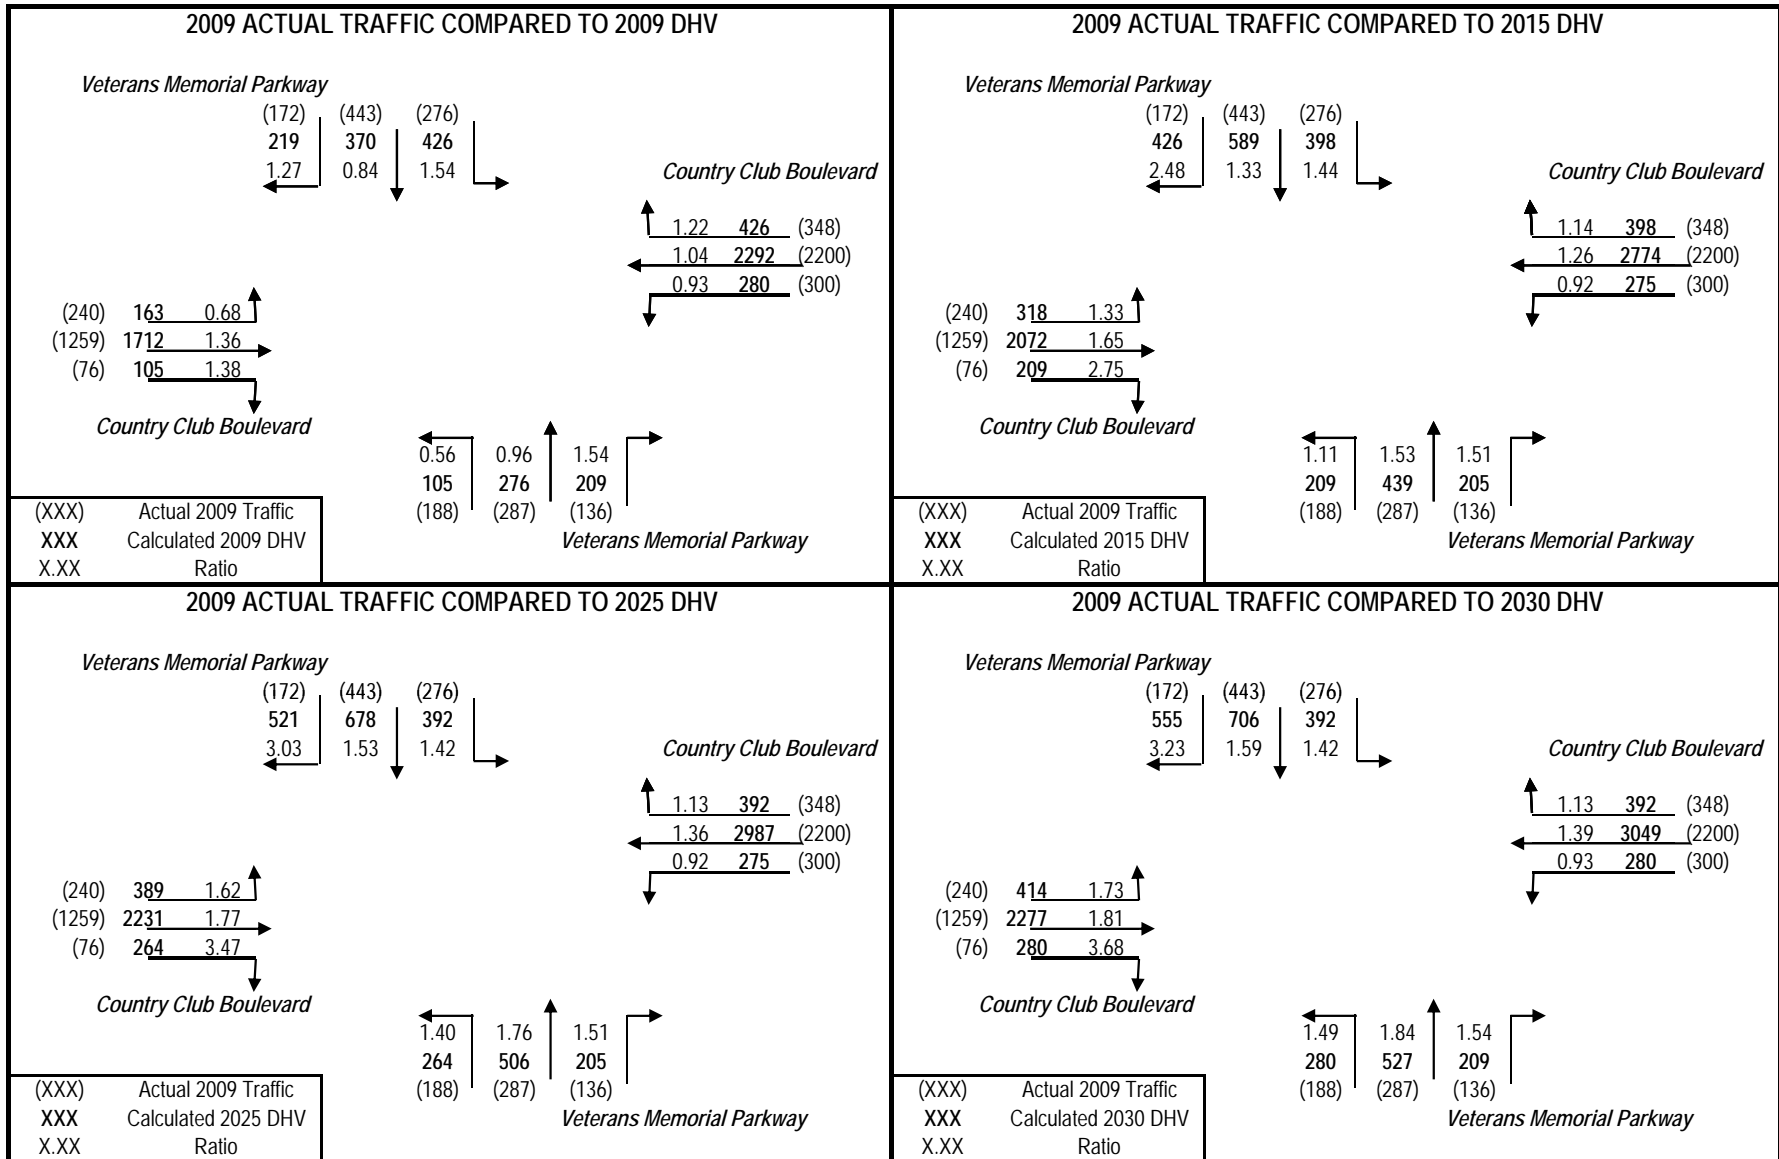 2009 ACTUAL TRAFFIC COMPARED TO 2009 DHV
Veterans Memorial Parkway
(172) (443) (276)
219 370 426
1.27 0.84 1.54
Country Club Boulevard
1.22 426 (348)
1.04 2292 (2200)
0.93 280 (300)
(240) 163 0.68
(1259) 1712 1.36
(76) 105 1.38
Country Club Boulevard
0.56 0.96 1.54
105 276 209
(188) (287) (136)
Veterans Memorial Parkway
(XXX) Actual 2009 Traffic
XXX Calculated 2009 DHV
X.XX Ratio
2009 ACTUAL TRAFFIC COMPARED TO 2015 DHV
Veterans Memorial Parkway
(172) (443) (276)
426 589 398
2.48 1.33 1.44
Country Club Boulevard
1.14 398 (348)
1.26 2774 (2200)
0.92 275 (300)
(240) 318 1.33
(1259) 2072 1.65
(76) 209 2.75
Country Club Boulevard
1.11 1.53 1.51
209 439 205
(188) (287) (136)
Veterans Memorial Parkway
(XXX) Actual 2009 Traffic
XXX Calculated 2015 DHV
X.XX Ratio
2009 ACTUAL TRAFFIC COMPARED TO 2025 DHV
Veterans Memorial Parkway
(172) (443) (276)
521 678 392
3.03 1.53 1.42
Country Club Boulevard
1.13 392 (348)
1.36 2987 (2200)
0.92 275 (300)
(240) 389 1.62
(1259) 2231 1.77
(76) 264 3.47
Country Club Boulevard
1.40 1.76 1.51
264 506 205
(188) (287) (136)
Veterans Memorial Parkway
(XXX) Actual 2009 Traffic
XXX Calculated 2025 DHV
X.XX Ratio
2009 ACTUAL TRAFFIC COMPARED TO 2030 DHV
Veterans Memorial Parkway
(172) (443) (276)
555 706 392
3.23 1.59 1.42
Country Club Boulevard
1.13 392 (348)
1.39 3049 (2200)
0.93 280 (300)
(240) 414 1.73
(1259) 2277 1.81
(76) 280 3.68
Country Club Boulevard
1.49 1.84 1.54
280 527 209
(188) (287) (136)
Veterans Memorial Parkway
(XXX) Actual 2009 Traffic
XXX Calculated 2030 DHV
X.XX Ratio